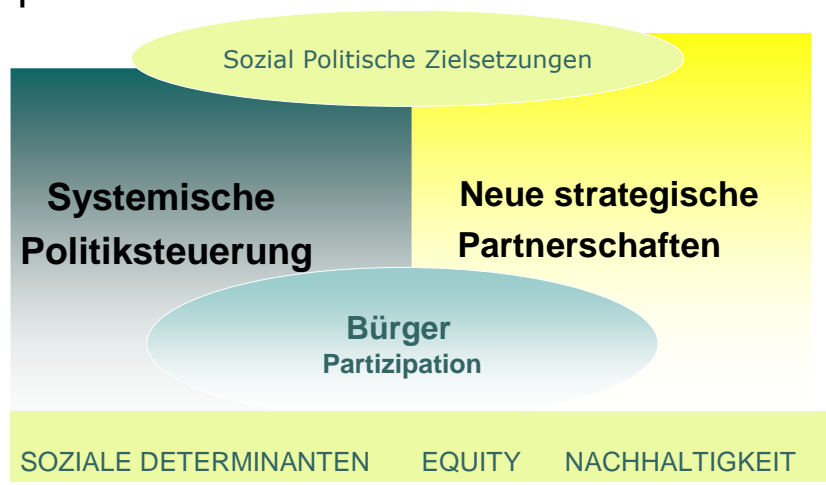 Sozial Politische Zielsetzungen
Systemische
Politiksteuerung
Neue strategische
Partnerschaften
Bürger
Partizipation
SOZIALE DETERMINANTEN EQUITY NACHHALTIGKEIT